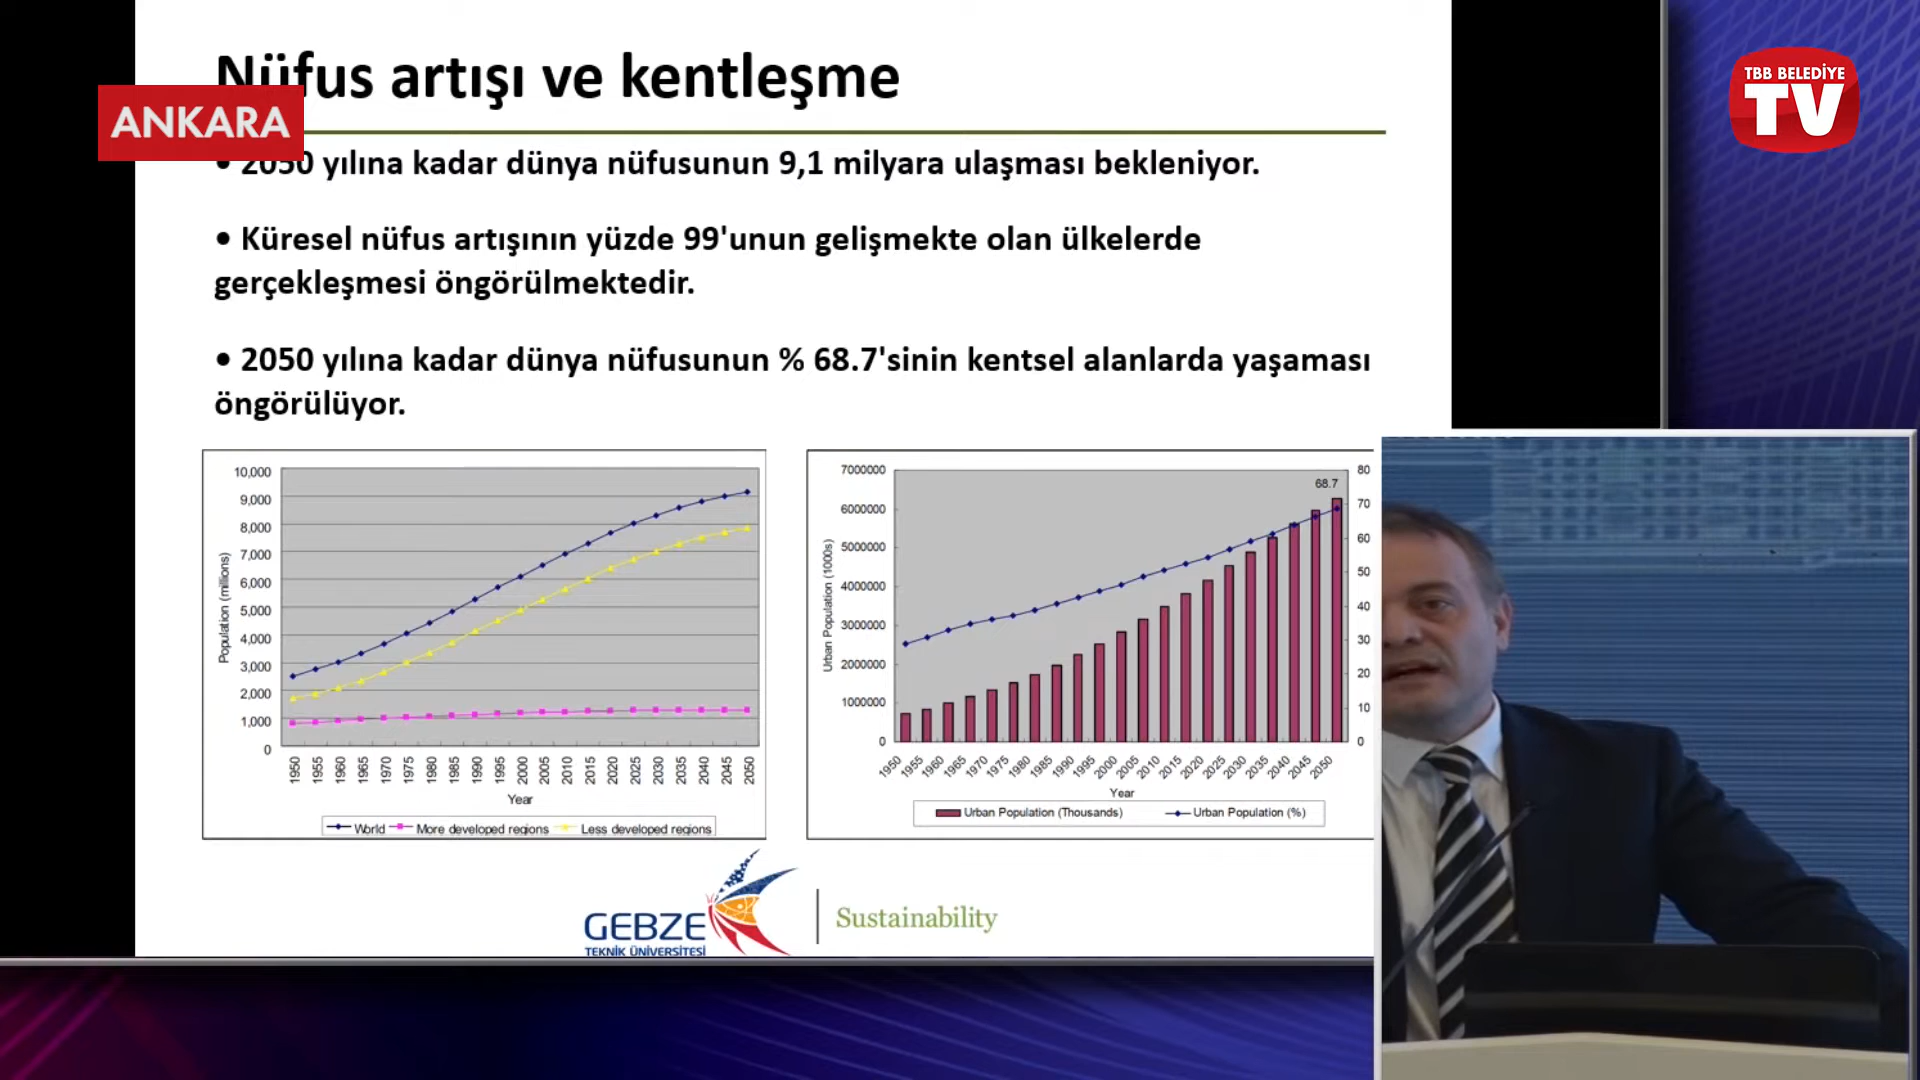 Nüfus artışı ve kentleşme
ANKARA
TBB BELEDİYE
TV
• 2050 yılına kadar dünya nüfusunun 9,1 milyara ulaşması bekleniyor.
• Küresel nüfus artışının yüzde 99'unun gelişmekte olan ülkelerde
gerçekleşmesi öngörülmektedir.
• 2050 yılına kadar dünya nüfusunun % 68.7'sinin kentsel alanlarda yaşaması
öngörülüyor.
10,000
9,000
8,000
7,000
6,000
5,000
4,000
3,000
2,000
1,000
0
Population (millions)
1950 1955 1960 1965 1970 1975 1980 1985 1990 1995 2000 2005 2010 2015 2020 2025 2030 2035 2040 2045 2050
Year
World More developed regions Less developed regions
7000000
6000000
5000000
4000000
3000000
2000000
1000000
0
Urban Population (1000s)
68.7
80
70
60
50
40
30
20
10
0
1950 1955 1960 1965 1970 1975 1980 1985 1990 1995 2000 2005 2010 2015 2020 2025 2030 2035 2040 2045 2050
Year
Urban Population (Thousands) Urban Population (%)
GEBZE
TEKNİK ÜNİVERSİTESİ
Sustainability